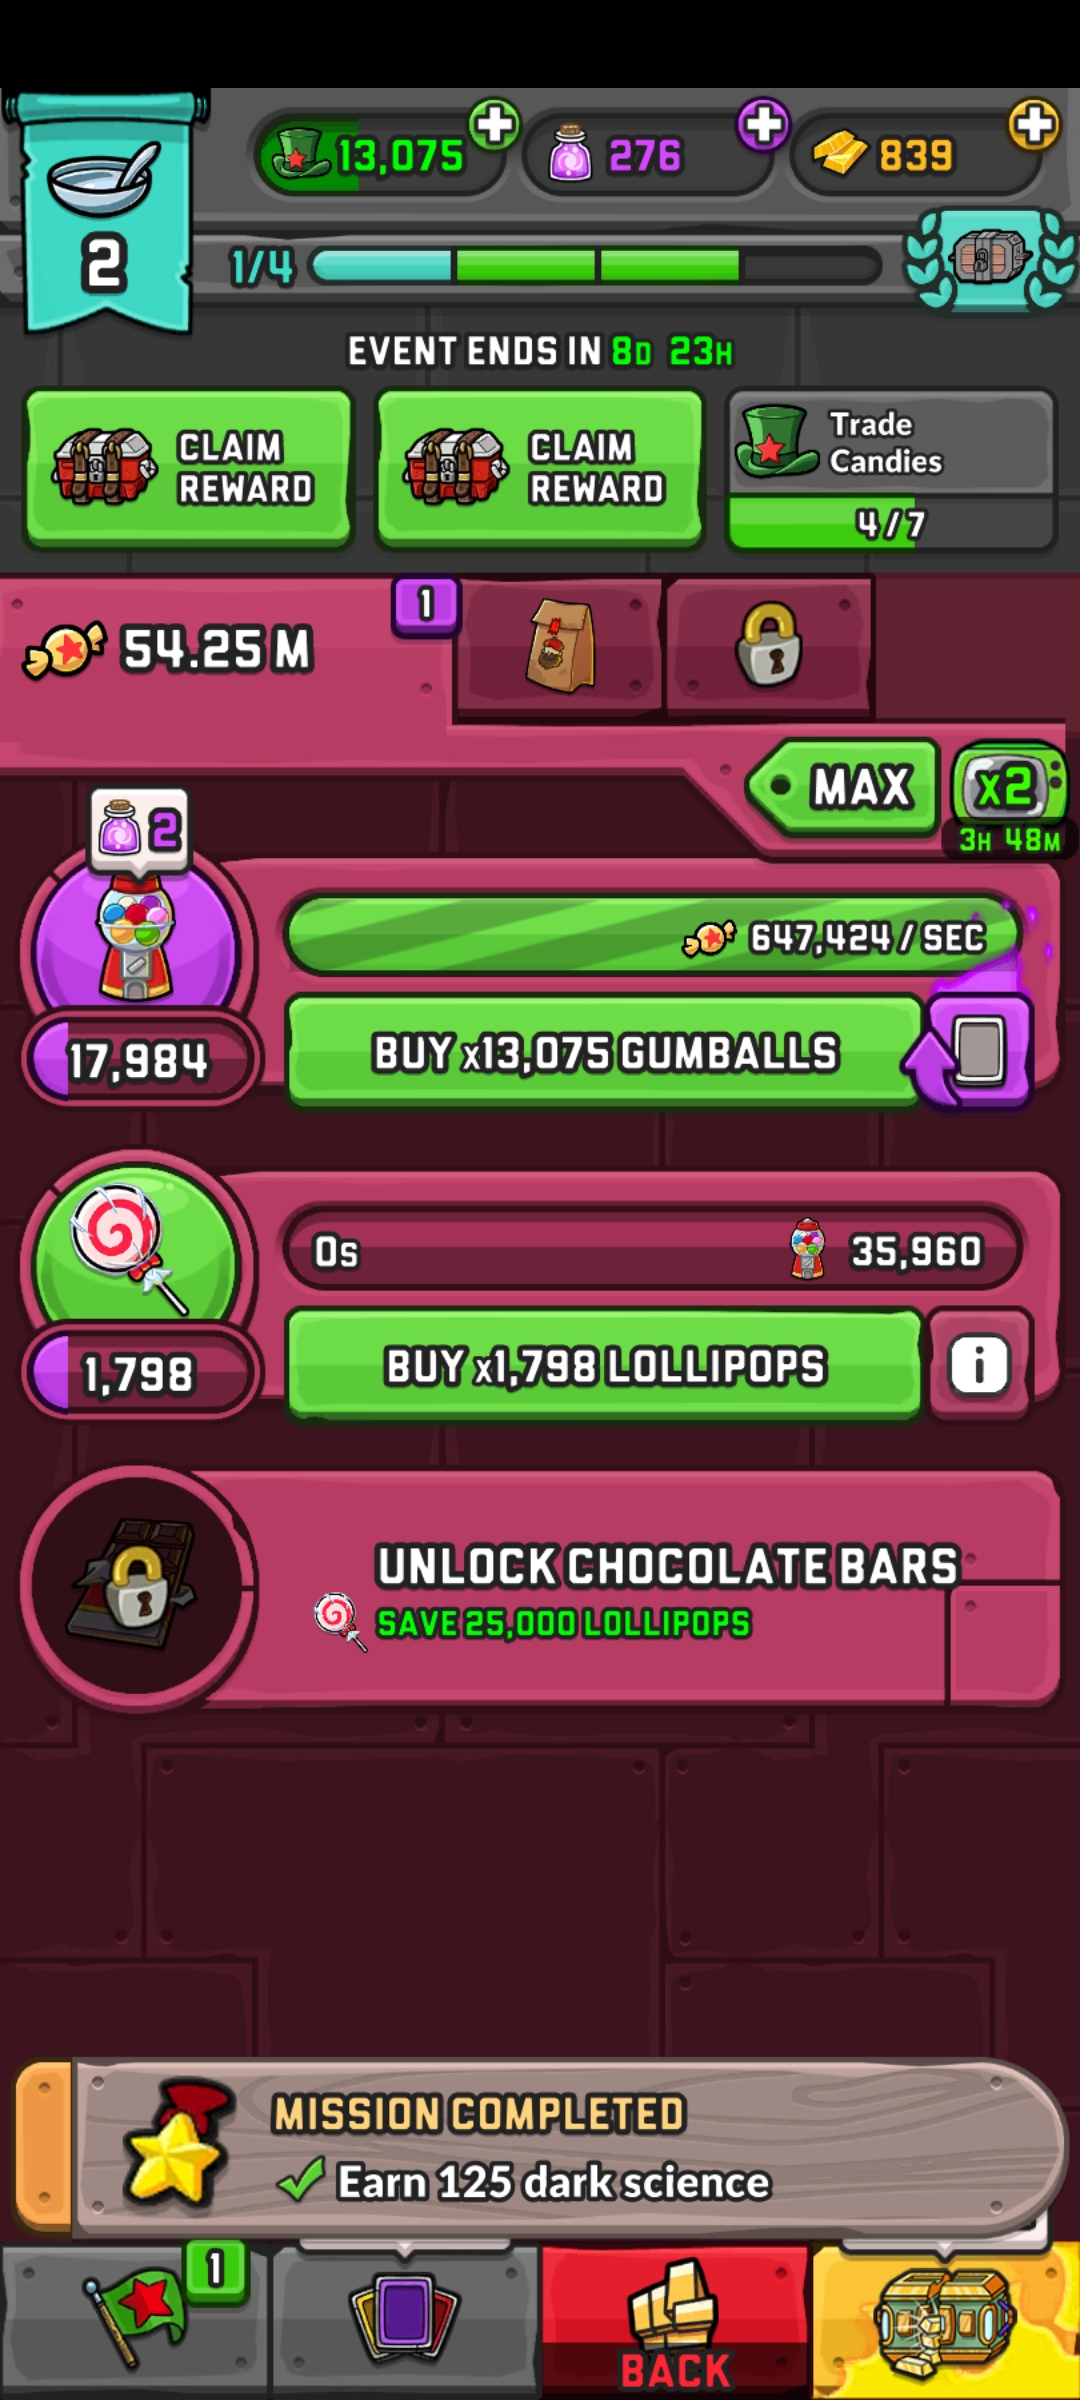 13,075
276
839
2
1/4
EVENT ENDS IN 8D 23H
CLAIM
REWARD
CLAIM
REWARD
Trade
Candies
4/7
54.25 M
1
MAX
x2
3H 48M
2
647,424 / SEC
17,984
BUY x13,075 GUMBALLS
0s
35,960
1,798
BUY x1,798 LOLLIPOPS
i
UNLOCK CHOCOLATE BARS
SAVE 25,000 LOLLIPOPS
MISSION COMPLETED
Earn 125 dark science
1
BACK